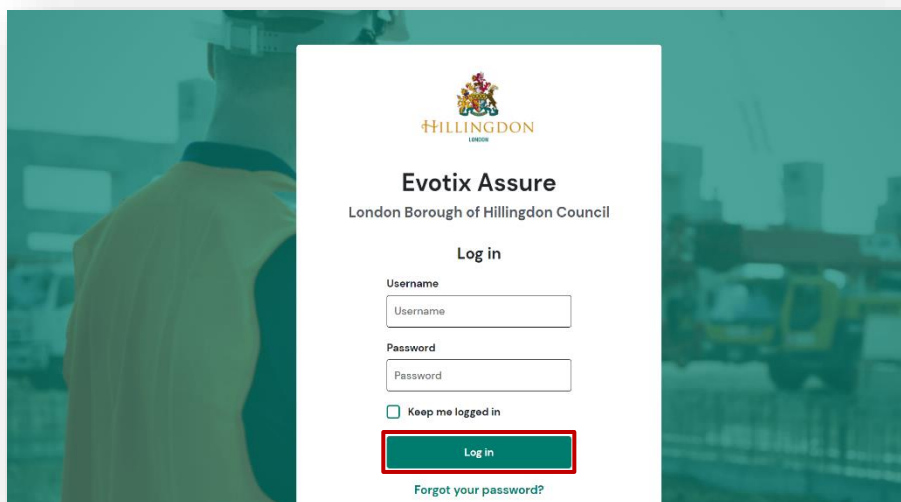 HILLINGDON
LONDON
Evotix Assure
London Borough of Hillingdon Council
Log in
Username
Username
Password
Password
Keep me logged in
Log in
Forgot your password?